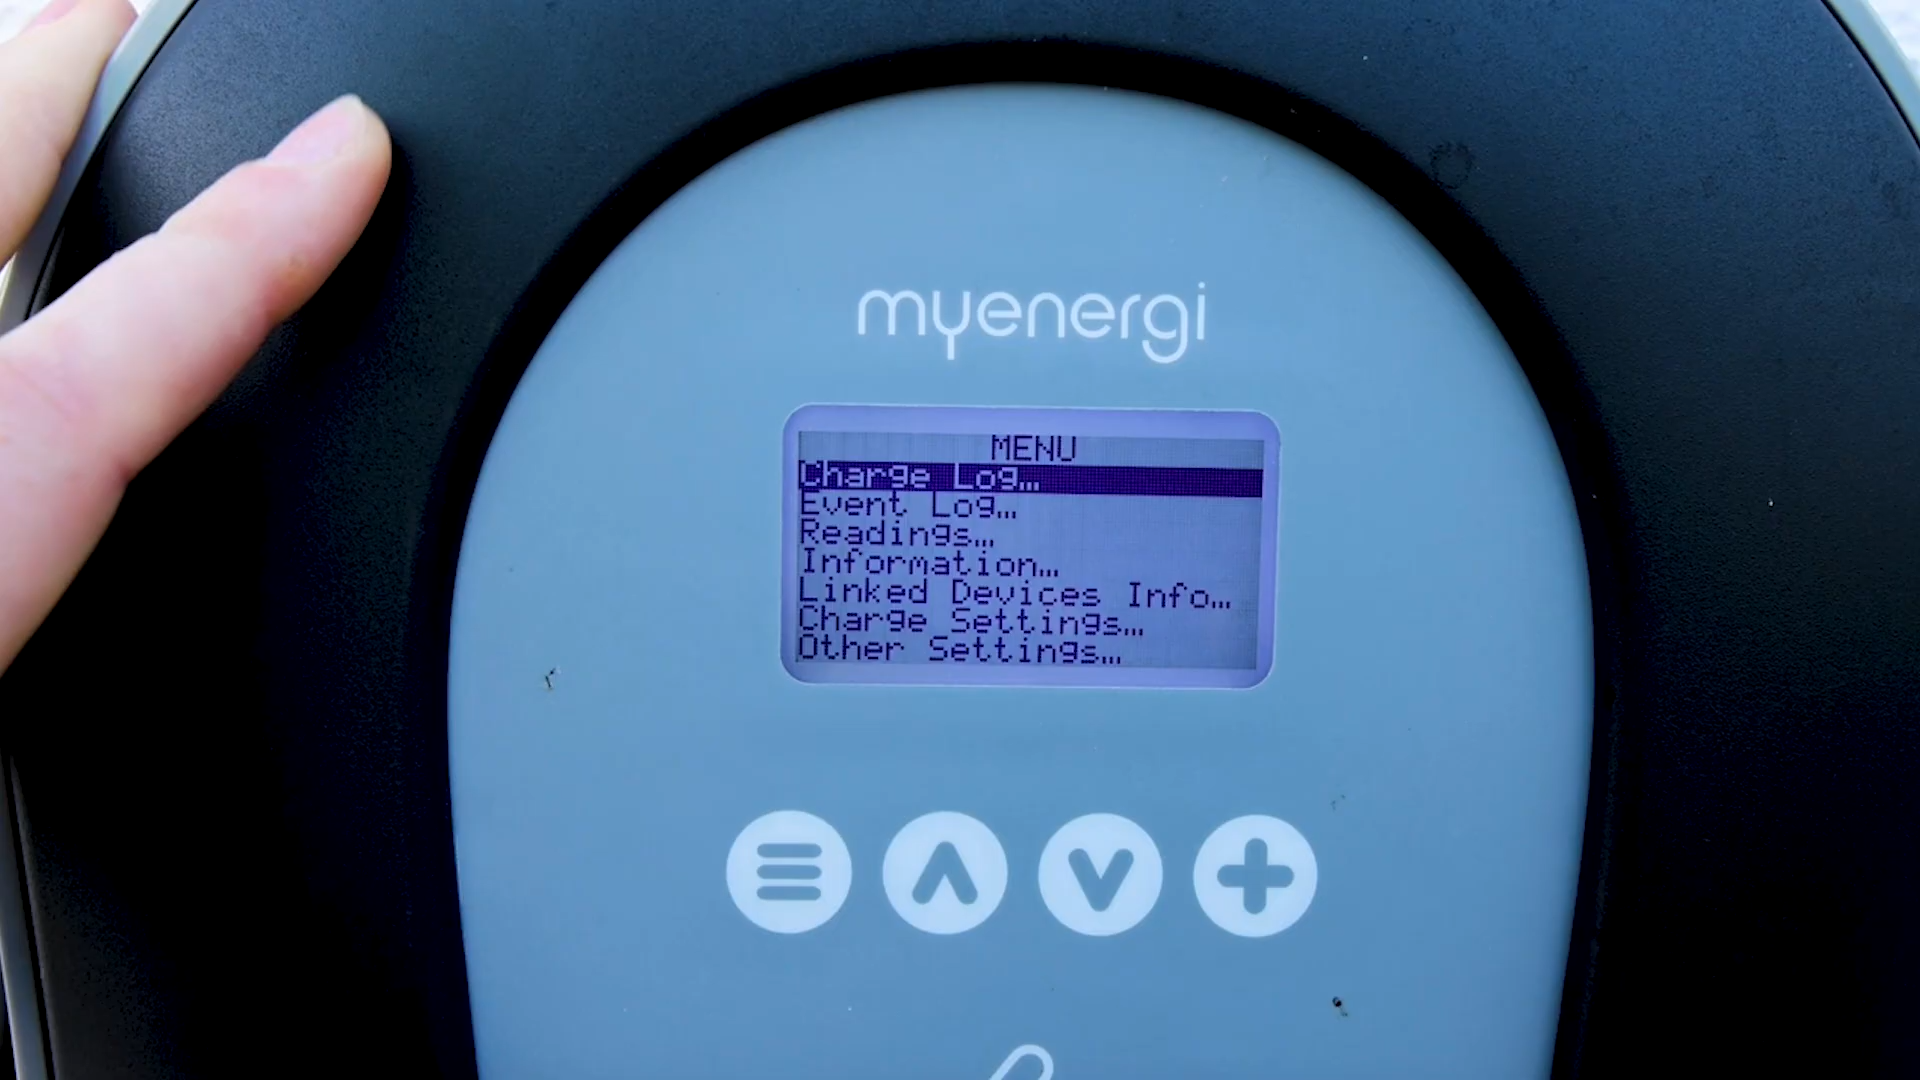 myenergi
MENU
Charge Log…
Event Log…
Readings…
Information…
Linked Devices Info…
Charge Settings…
Other Settings…